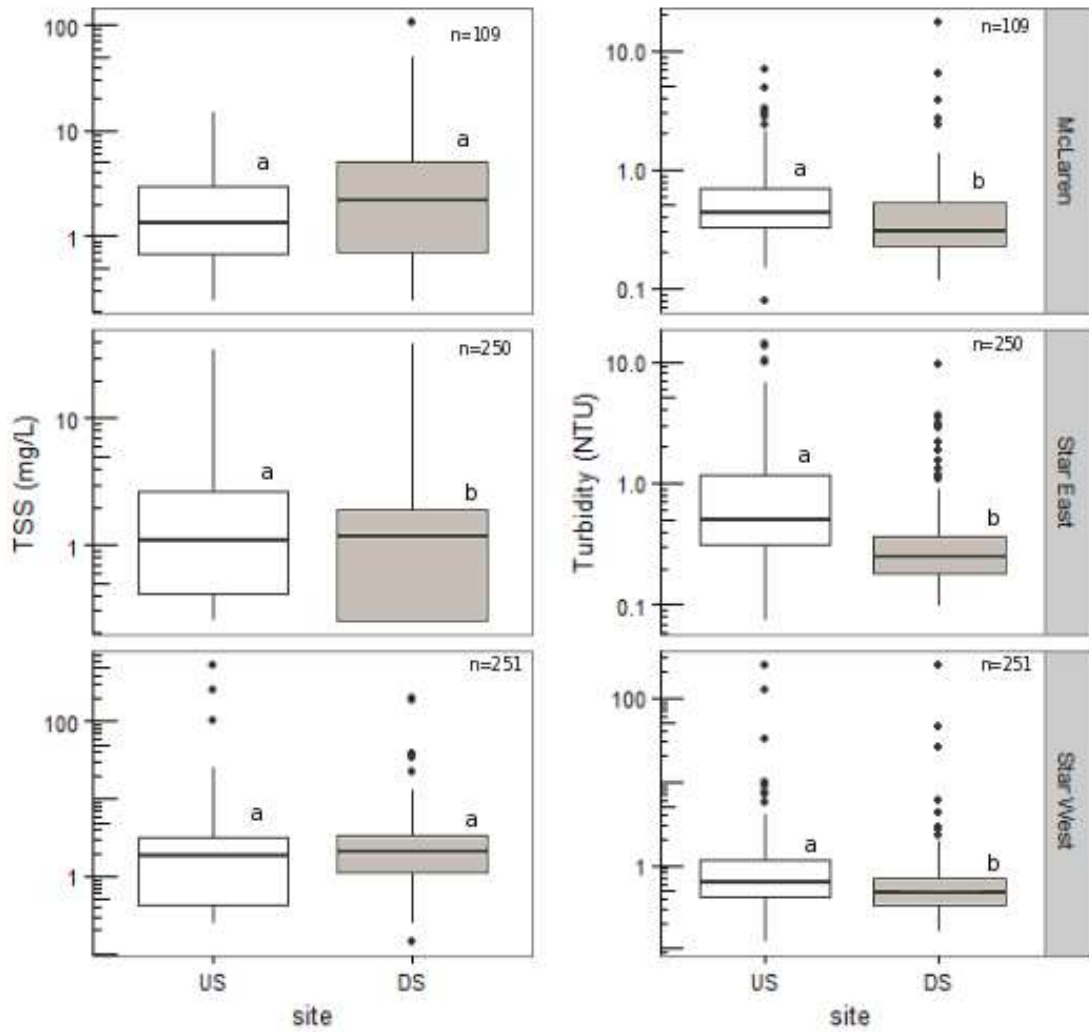 TSS (mg/L)
100
10
1
n=109
a
a
10
1
n=250
a
b
100
1
n=251
a
a
US
DS
site
Turbidity (NTU)
10.0
1.0
0.1
n=109
a
b
McLaren
10.0
1.0
0.1
n=250
a
b
Star East
100
1
n=251
a
b
Star West
US
DS
site